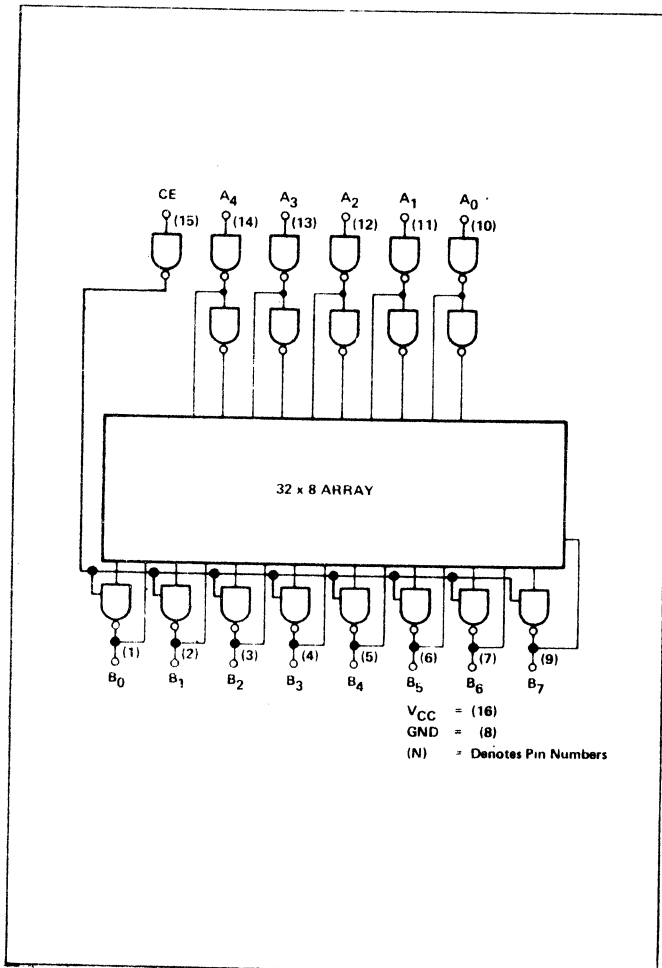 CE A4 A3 A2 A1 A0
(15) (14) (13) (12) (11) (10)
32 x 8 ARRAY
(1) (2) (3) (4) (5) (6) (7) (9)
B0 B1 B2 B3 B4 B5 B6 B7
VCC = (16)
GND = (8)
(N) = Denotes Pin Numbers